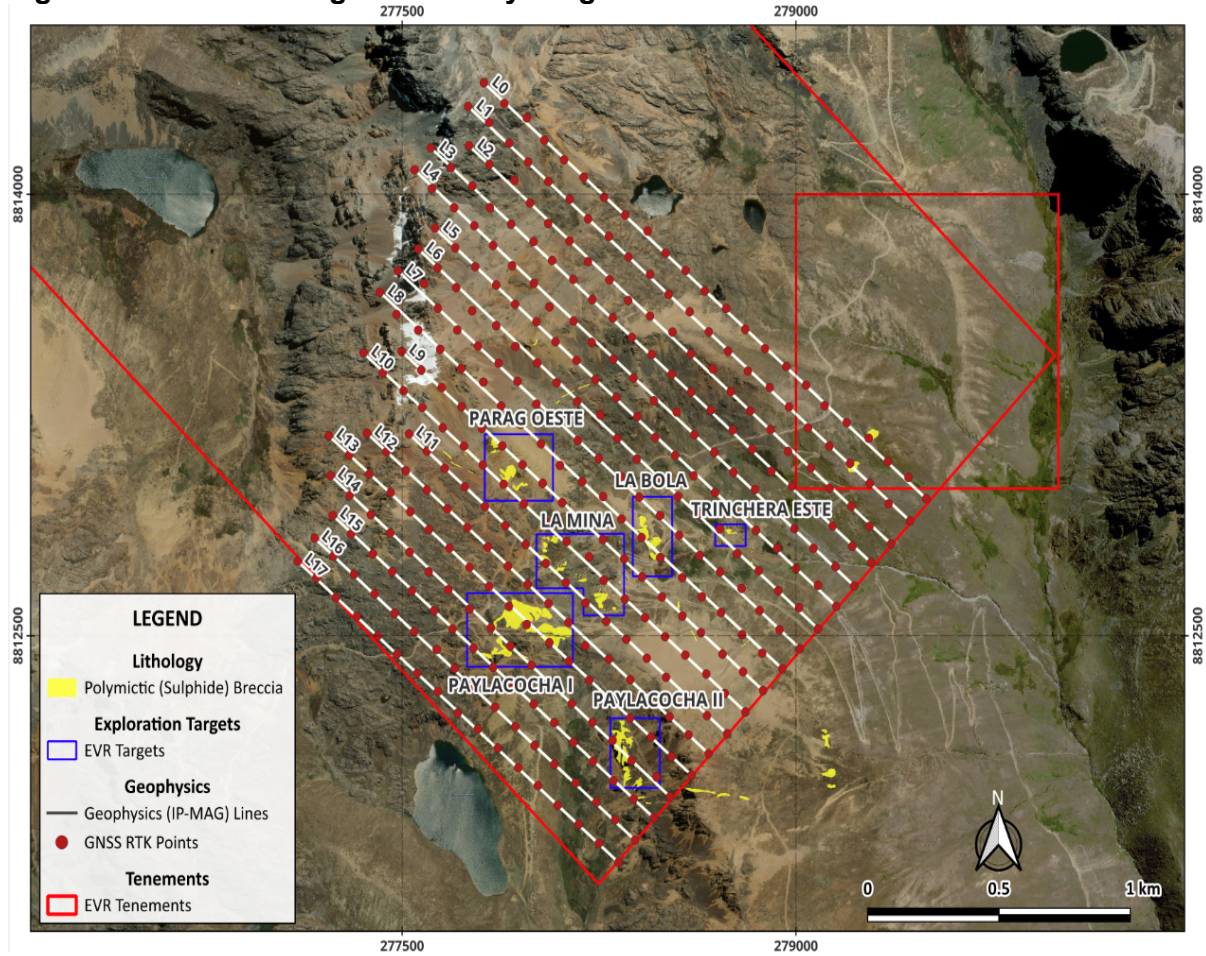 277500
279000
L0
L1
L2
L3
L4
8814000
8814000
L5
L6
L7
L8
L9
L10
PARAG OESTE
L11
L12
L13
L14
LA BOLA
TRINCHERA ESTE
LA MINA
L15
L16
L17
LEGEND
Lithology
Polymictic (Sulphide) Breccia
Exploration Targets
EVR Targets
Geophysics
Geophysics (IP-MAG) Lines
GNSS RTK Points
Tenements
EVR Tenements
8812500
8812500
PAYLACOCHA I
PAYLACOCHA II
N
0 0.5 1 km
277500
279000